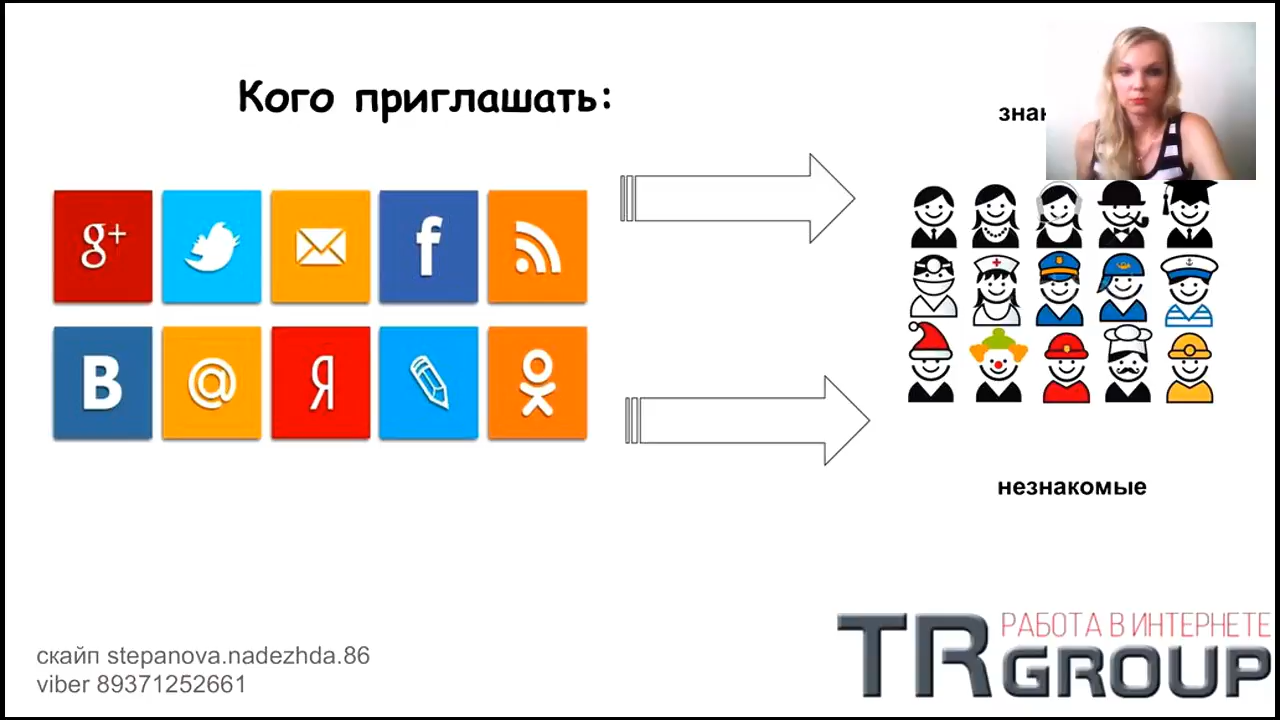 Кого приглашать:
g+
f
B
@
Я
незнакомые
скайп stepanova.nadezhda.86
viber 89371252661
TR GROUP
РАБОТА В ИНТЕРНЕТЕ